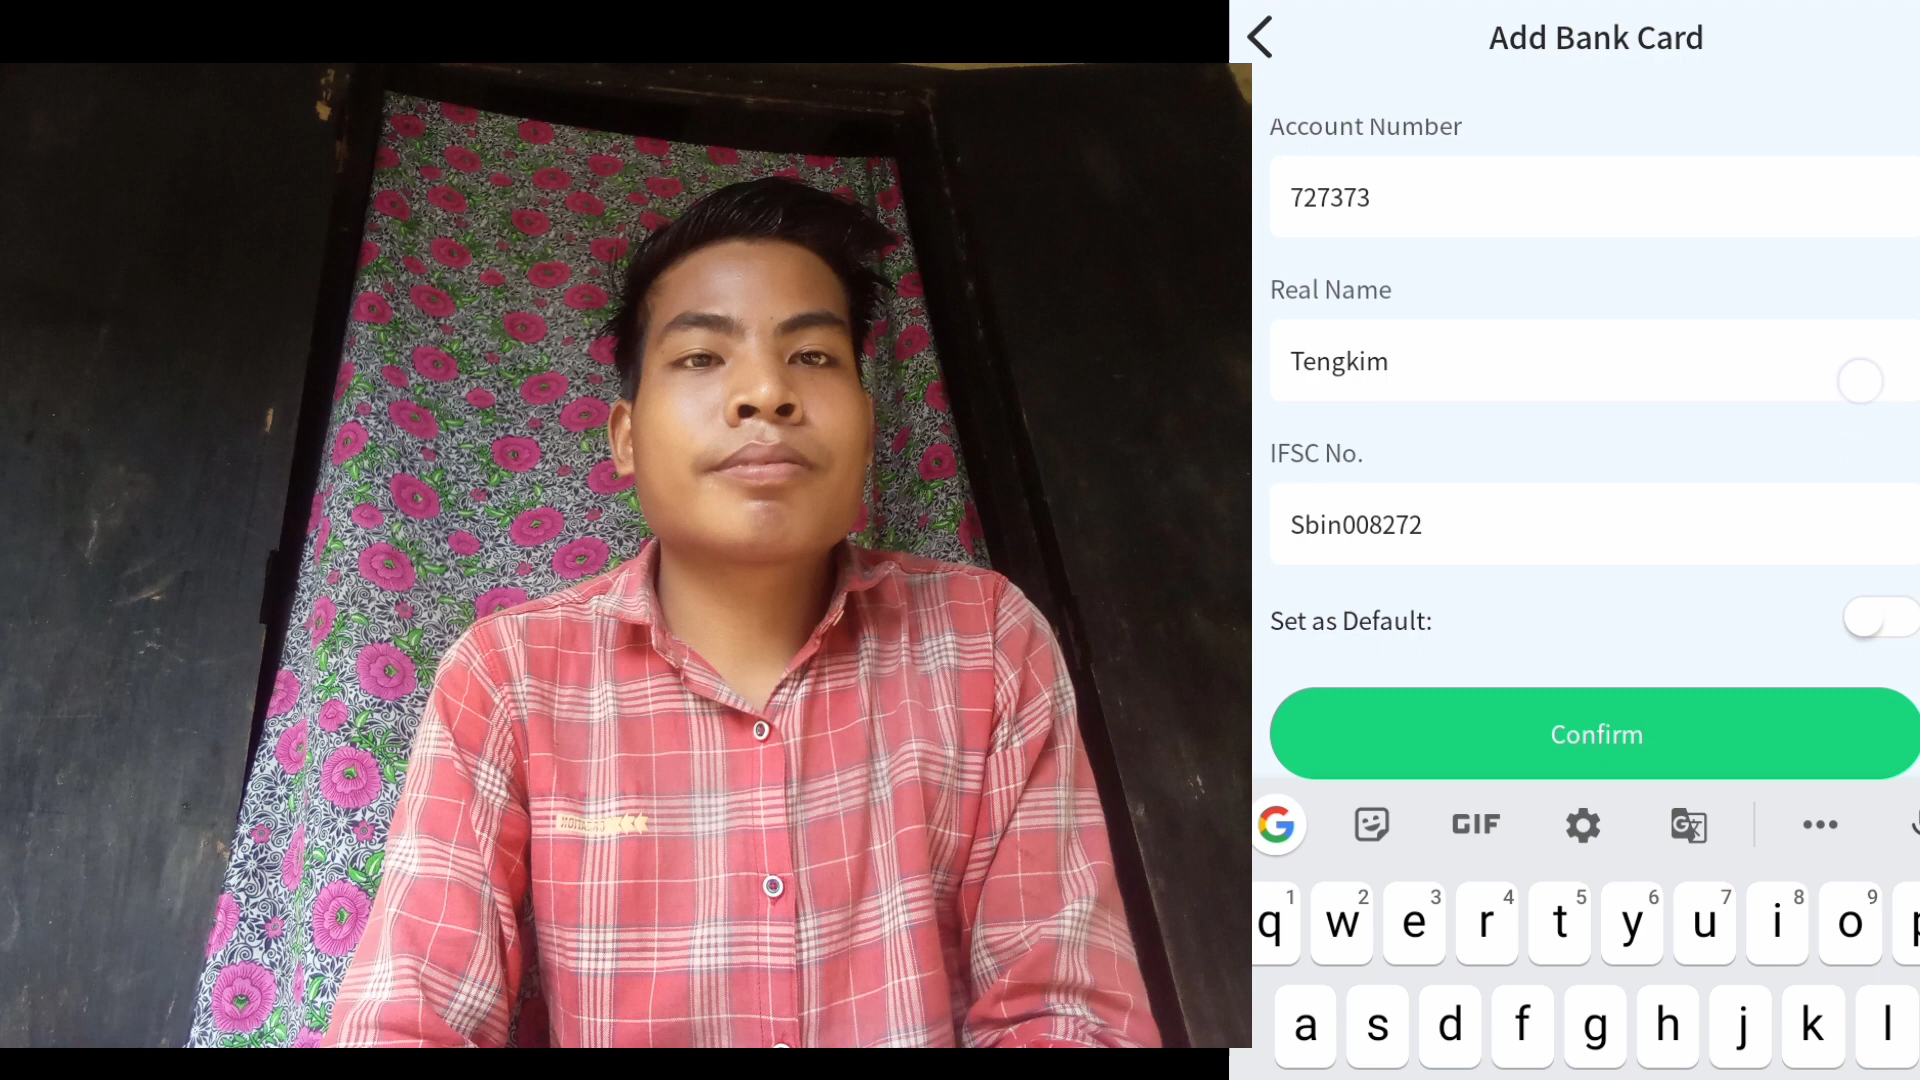 Add Bank Card
Account Number
727373
Real Name
Tengkim
IFSC No.
Sbin008272
Set as Default:
Confirm
GIF
1 2 3 4 5 6 7 8 9
q w e r t y u i o p
a s d f g h j k l